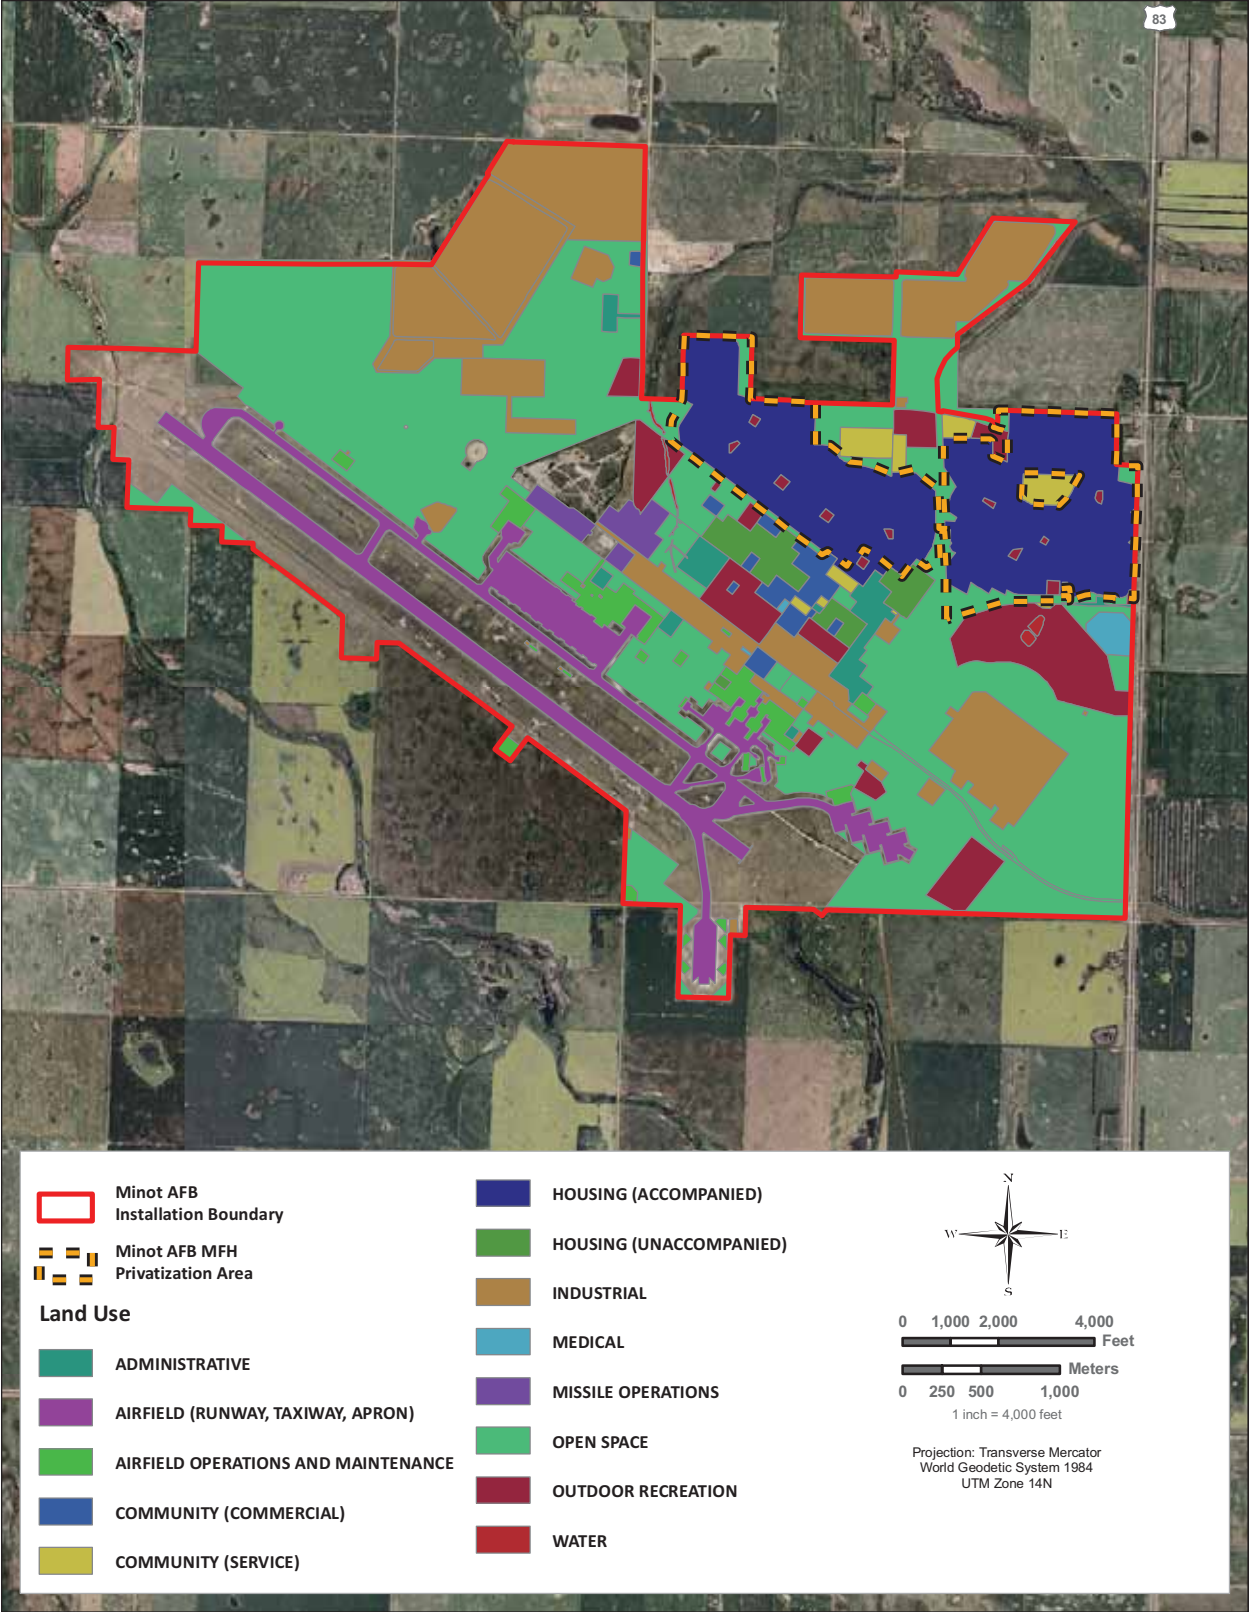 83
Minot AFB
Installation Boundary
Minot AFB MFH
Privatization Area
Land Use
ADMINISTRATIVE
AIRFIELD (RUNWAY, TAXIWAY, APRON)
AIRFIELD OPERATIONS AND MAINTENANCE
COMMUNITY (COMMERCIAL)
COMMUNITY (SERVICE)
HOUSING (ACCOMPANIED)
HOUSING (UNACCOMPANIED)
INDUSTRIAL
MEDICAL
MISSILE OPERATIONS
OPEN SPACE
OUTDOOR RECREATION
WATER
N
W E
S
0 1,000 2,000 4,000
Feet
Meters
0 250 500 1,000
1 inch = 4,000 feet
Projection: Transverse Mercator
World Geodetic System 1984
UTM Zone 14N